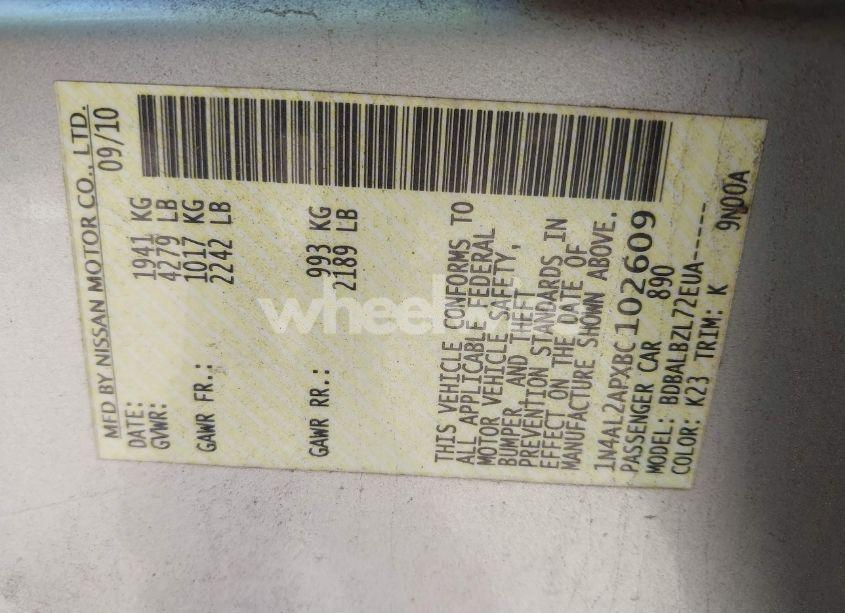 MFD BY NISSAN MOTOR CO., LTD.
DATE: 09/10
GVWR: 1941 KG
4279 LB
GAWR FR.: 1017 KG
2242 LB
GAWR RR.: 993 KG
2189 LB
THIS VEHICLE CONFORMS TO
ALL APPLICABLE FEDERAL
MOTOR VEHICLE SAFETY,
BUMPER, AND THEFT
PREVENTION STANDARDS IN
EFFECT ON THE DATE OF
MANUFACTURE SHOWN ABOVE.
1N4AL2APXBC102609
PASSENGER CAR 890
MODEL: BDBALBZL72EUA-----
COLOR: K23 TRIM: K 9N00A